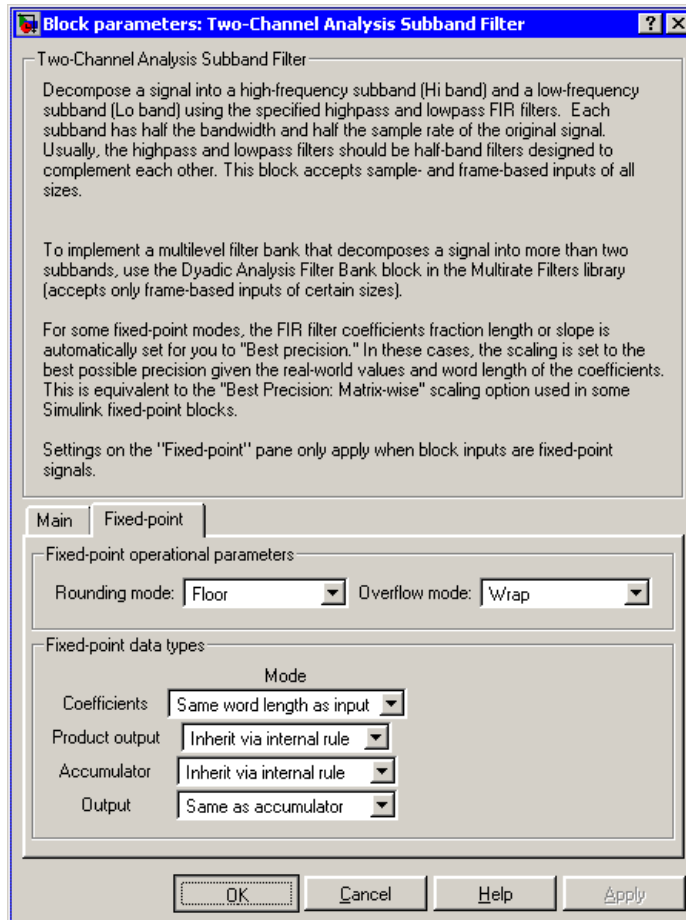 Block parameters: Two-Channel Analysis Subband Filter
Two-Channel Analysis Subband Filter
Decompose a signal into a high-frequency subband (Hi band) and a low-frequency
subband (Lo band) using the specified highpass and lowpass FIR filters.  Each
subband has half the bandwidth and half the sample rate of the original signal.
Usually, the highpass and lowpass filters should be half-band filters designed to
complement each other. This block accepts sample- and frame-based inputs of all
sizes.
To implement a multilevel filter bank that decomposes a signal into more than two
subbands, use the Dyadic Analysis Filter Bank block in the Multirate Filters library
(accepts only frame-based inputs of certain sizes).
For some fixed-point modes, the FIR filter coefficients fraction length or slope is
automatically set for you to "Best precision." In these cases, the scaling is set to the
best possible precision given the real-world values and word length of the coefficients.
This is equivalent to the "Best Precision: Matrix-wise" scaling option used in some
Simulink fixed-point blocks.
Settings on the "Fixed-point" pane only apply when block inputs are fixed-point
signals.
Main Fixed-point
Fixed-point operational parameters
Rounding mode: Floor Overflow mode: Wrap
Fixed-point data types
Mode
Coefficients Same word length as input
Product output Inherit via internal rule
Accumulator Inherit via internal rule
Output Same as accumulator
OK Cancel Help Apply